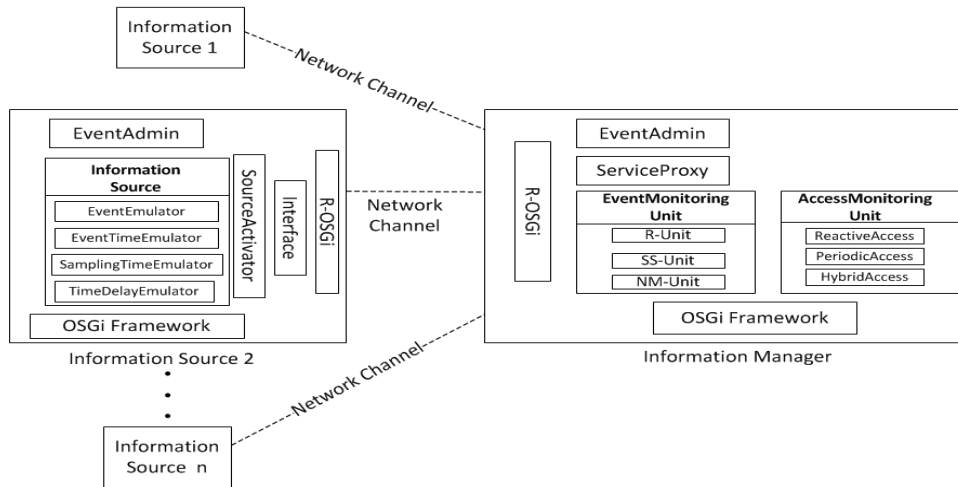 Information
Source 1
Network Channel
EventAdmin
Information
Source
EventEmulator
EventTimeEmulator
SamplingTimeEmulator
TimeDelayEmulator
SourceActivator
Interface
R-OSGi
OSGi Framework
Information Source 2
Network
Channel
R-OSGi
EventAdmin
ServiceProxy
EventMonitoring
Unit
R-Unit
SS-Unit
NM-Unit
AccessMonitoring
Unit
ReactiveAccess
PeriodicAccess
HybridAccess
OSGi Framework
Information Manager
Network Channel
Information
Source n